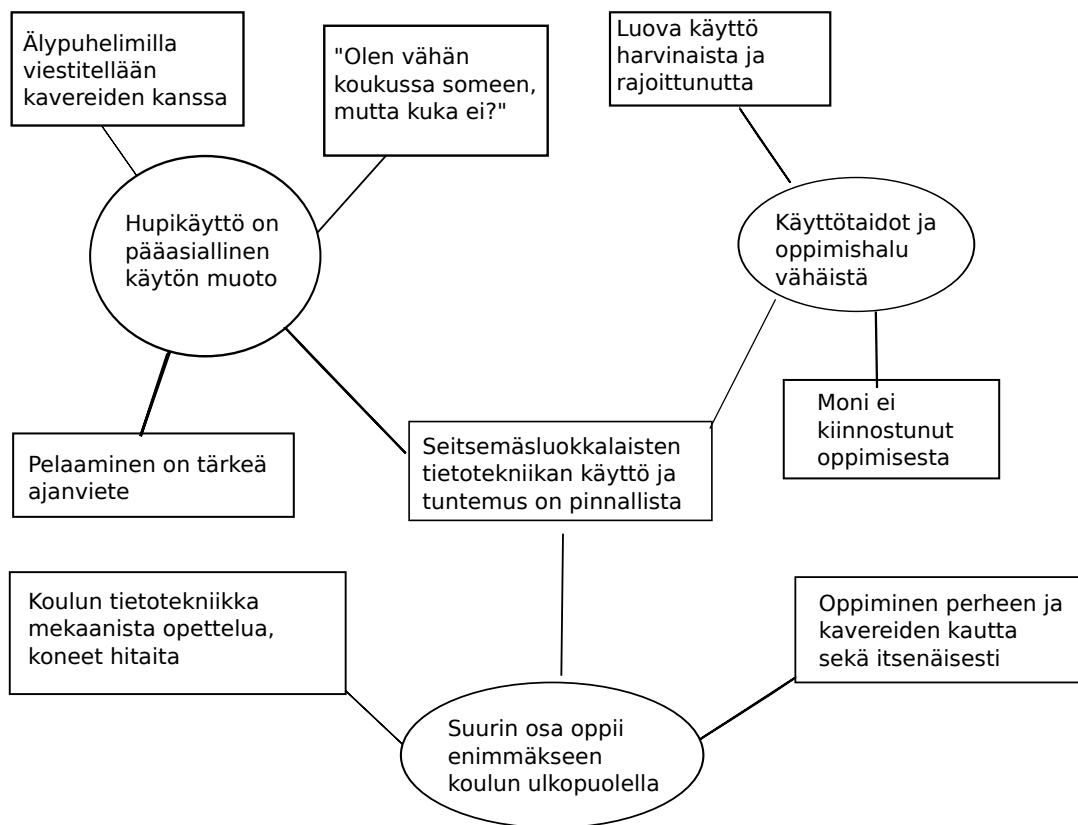 Älypuhelimilla
viestitellään
kavereiden kanssa
"Olen vähän
koukussa someen,
mutta kuka ei?"
Luova käyttö
harvinaista ja
rajoittunutta
Hupikäyttö on
pääasiallinen
käytön muoto
Käyttötaidot ja
oppimishalu
vähäistä
Pelaaminen on tärkeä
ajanviete
Seitsemäsluokkalaisten
tietotekniikan käyttö ja
tuntemus on pinnallista
Moni ei
kiinnostunut
oppimisesta
Koulun tietotekniikka
mekaanista opettelua,
koneet hitaita
Oppiminen perheen ja
kavereiden kautta
sekä itsenäisesti
Suurin osa oppii
enimmäkseen
koulun ulkopuolella